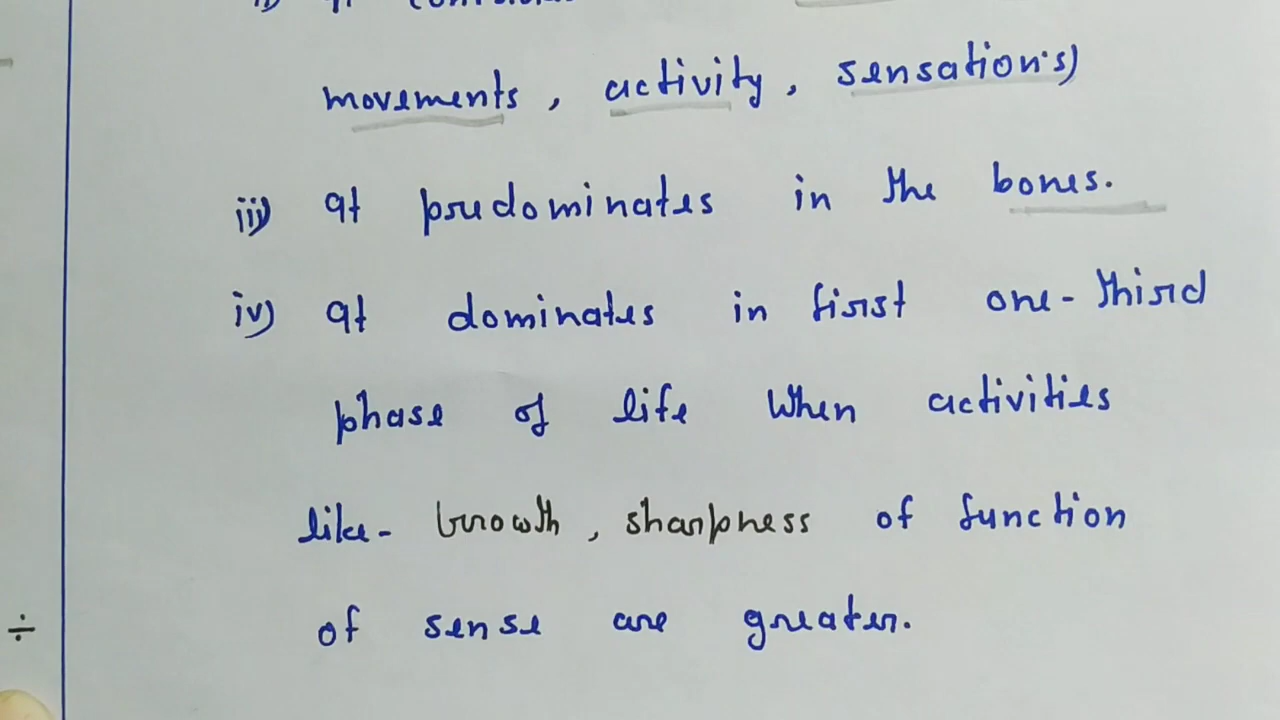 movements, activity, sensations)
iii) It predominates in the bones.
iv) It dominates in first one-third
phase of life when activities
like- Growth, sharpness of function
of sense are greater.
÷